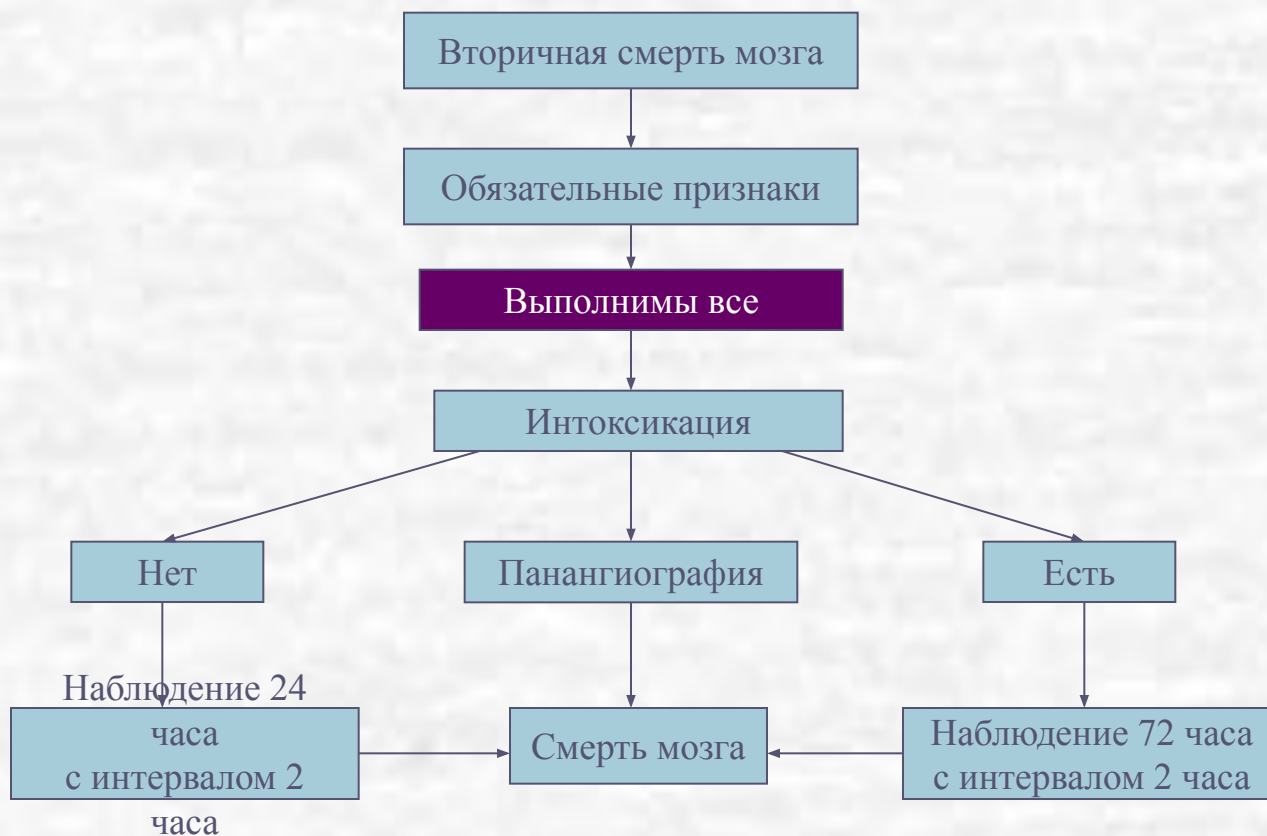 Вторичная смерть мозга
Обязательные признаки
Выполнимы все
Интоксикация
Нет
Панангиография
Есть
Наблюдение 24
часа
с интервалом 2
часа
Смерть мозга
Наблюдение 72 часа
с интервалом 2 часа